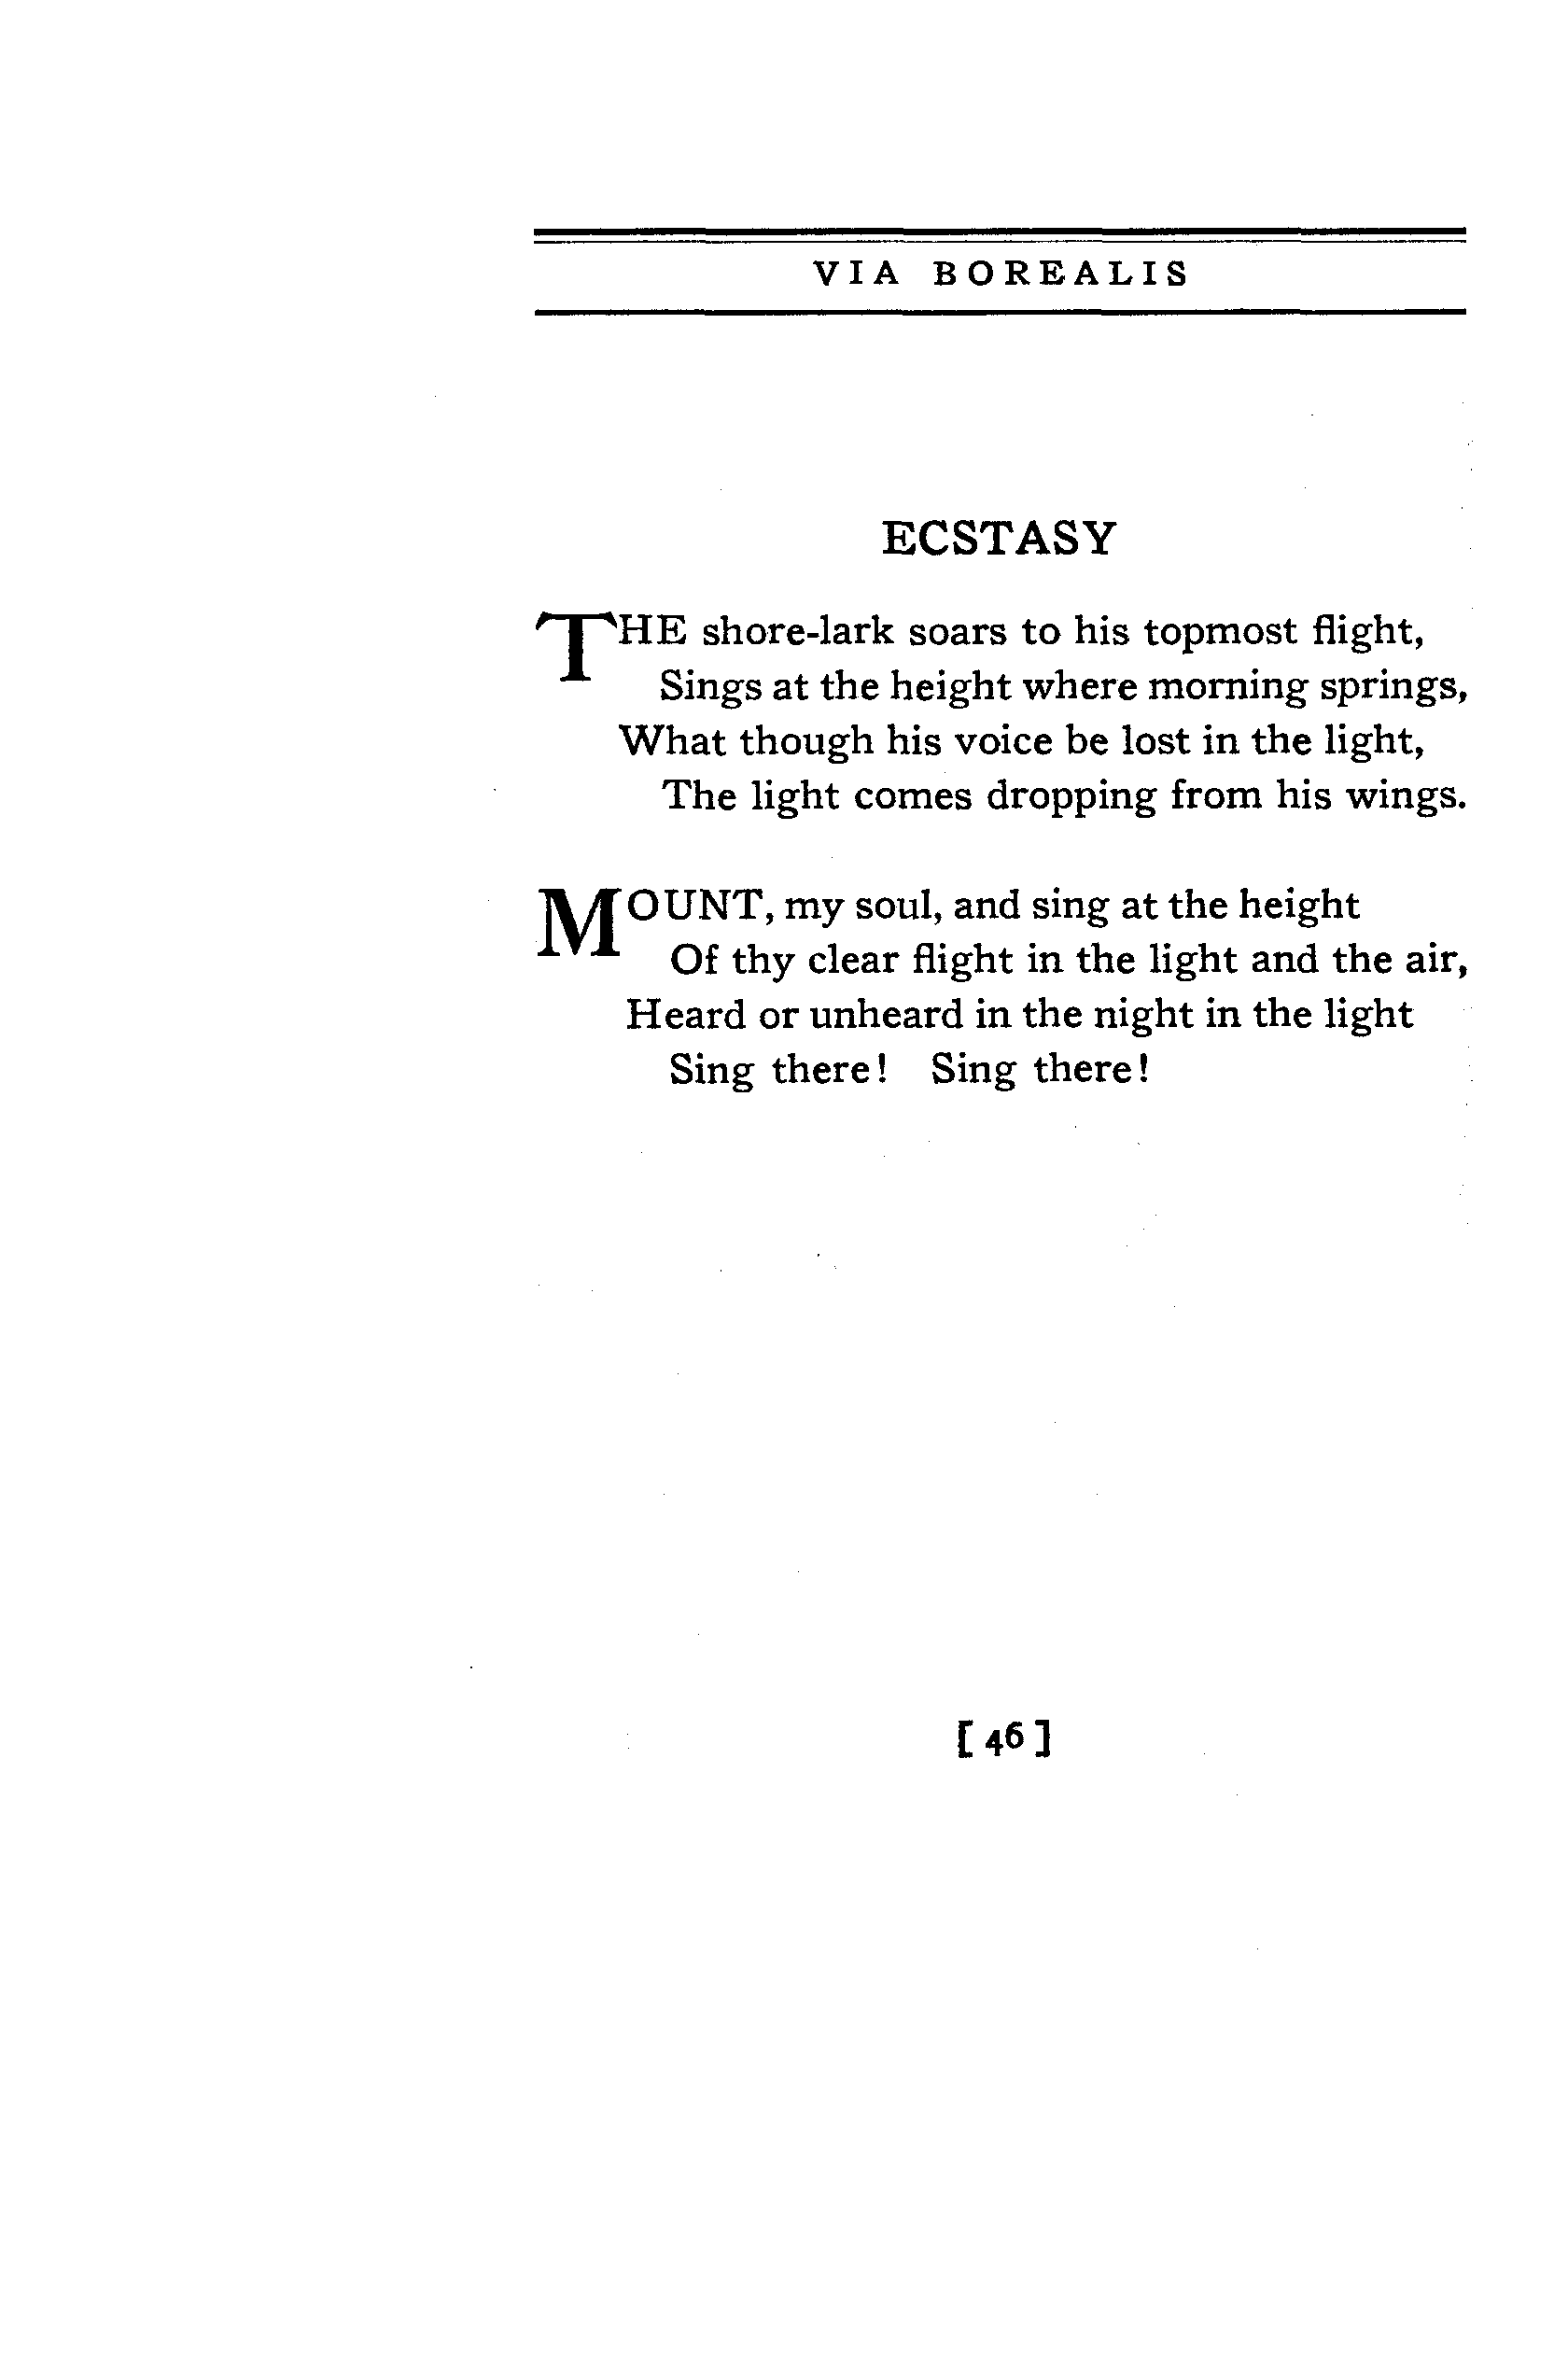 VIA BOREALIS
ECSTASY
THE shore-lark soars to his topmost flight,
Sings at the height where morning springs,
What though his voice be lost in the light,
The light comes dropping from his wings.
MOUNT, my soul, and sing at the height
Of thy clear flight in the light and the air,
Heard or unheard in the night in the light
Sing there! Sing there!
[46]